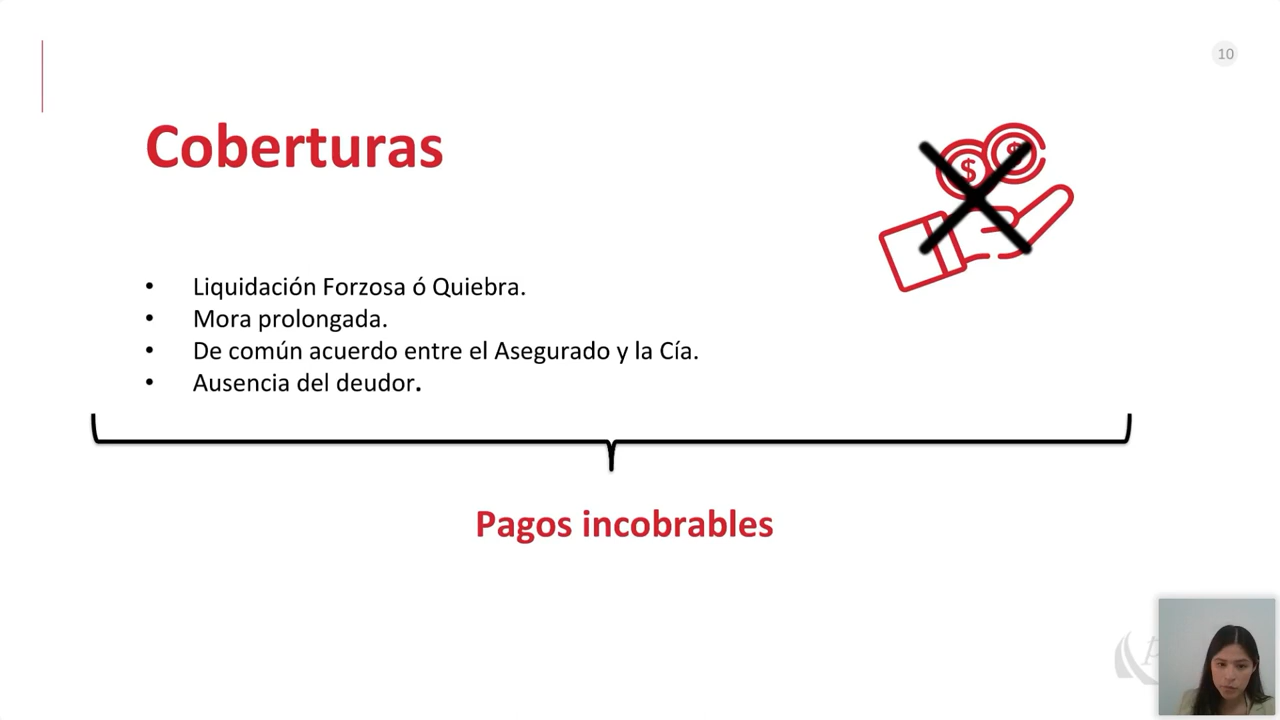 10
Coberturas
$ $
• Liquidación Forzosa ó Quiebra.
• Mora prolongada.
• De común acuerdo entre el Asegurado y la Cía.
• Ausencia del deudor.
Pagos incobrables